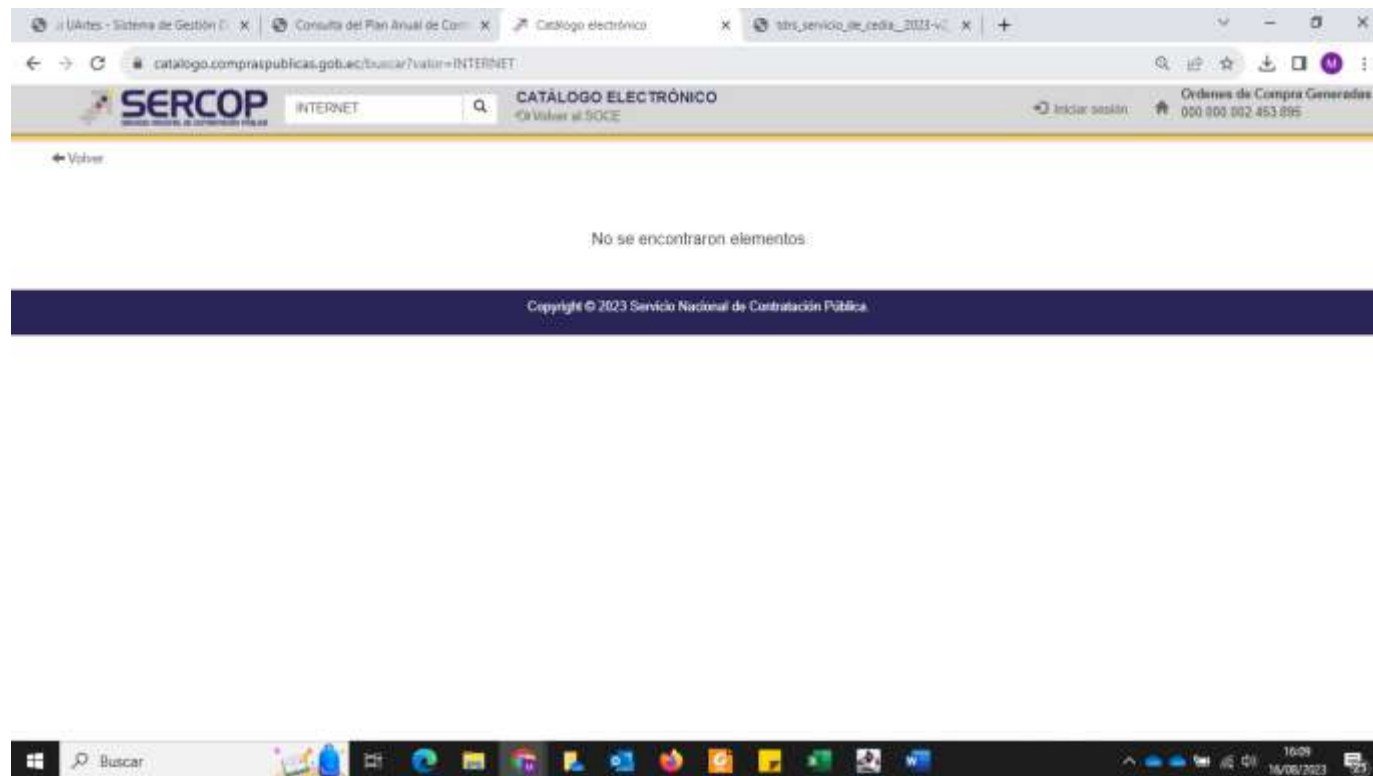 .:: UArtes - Sistema de Gestión D
Consulta del Plan Anual de Com
Catálogo electrónico
tdrs_servicio_de_cedia__2023-v
catalogo.compraspublicas.gob.ec/buscar?valor=INTERNET
M
SERCOP
INTERNET
CATÁLOGO ELECTRÓNICO
Volver al SOCE
Iniciar sesión
Ordenes de Compra Generadas
000 000 002 453 895
Volver
No se encontraron elementos
Copyright © 2023 Servicio Nacional de Contratación Pública.
Buscar
16:09
16/08/2023